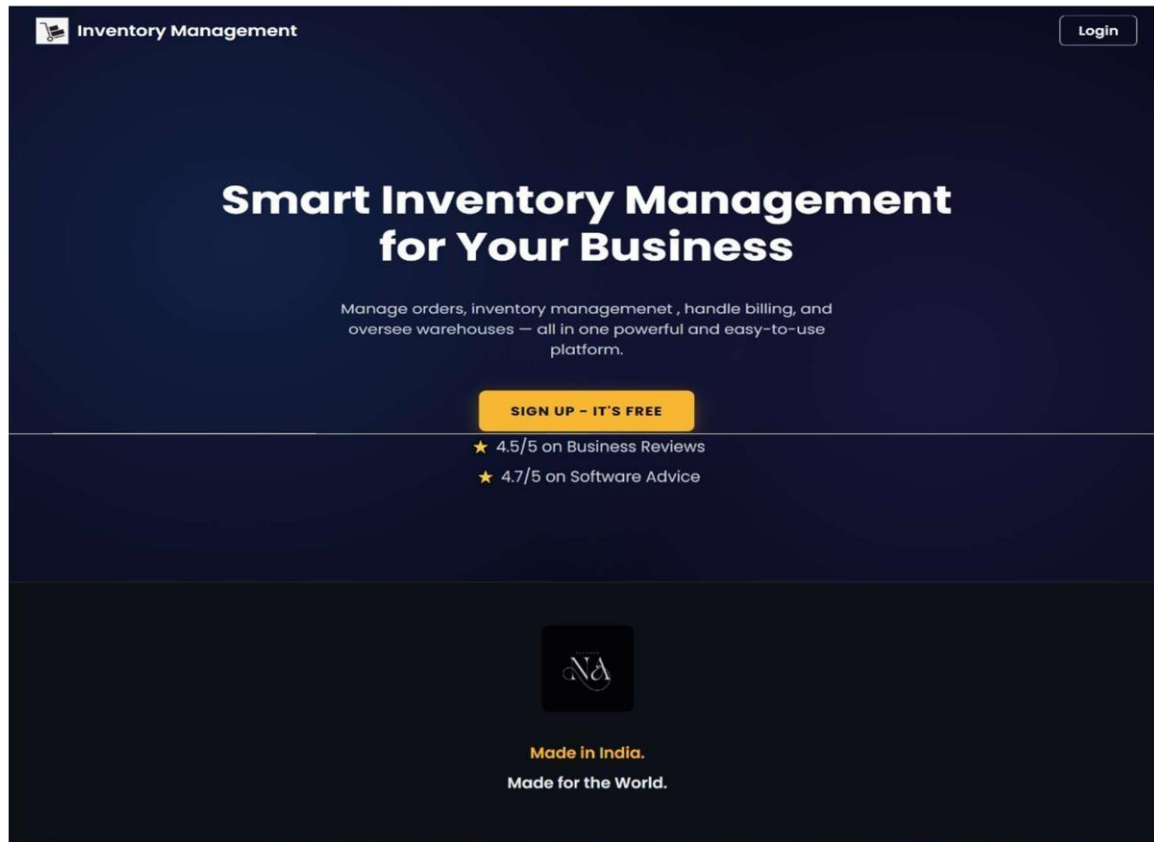 Inventory Management
Login
Smart Inventory Management
for Your Business
Manage orders, inventory managemenet , handle billing, and
oversee warehouses — all in one powerful and easy-to-use
platform.
SIGN UP - IT'S FREE
★ 4.5/5 on Business Reviews
★ 4.7/5 on Software Advice
NA
Made in India.
Made for the World.